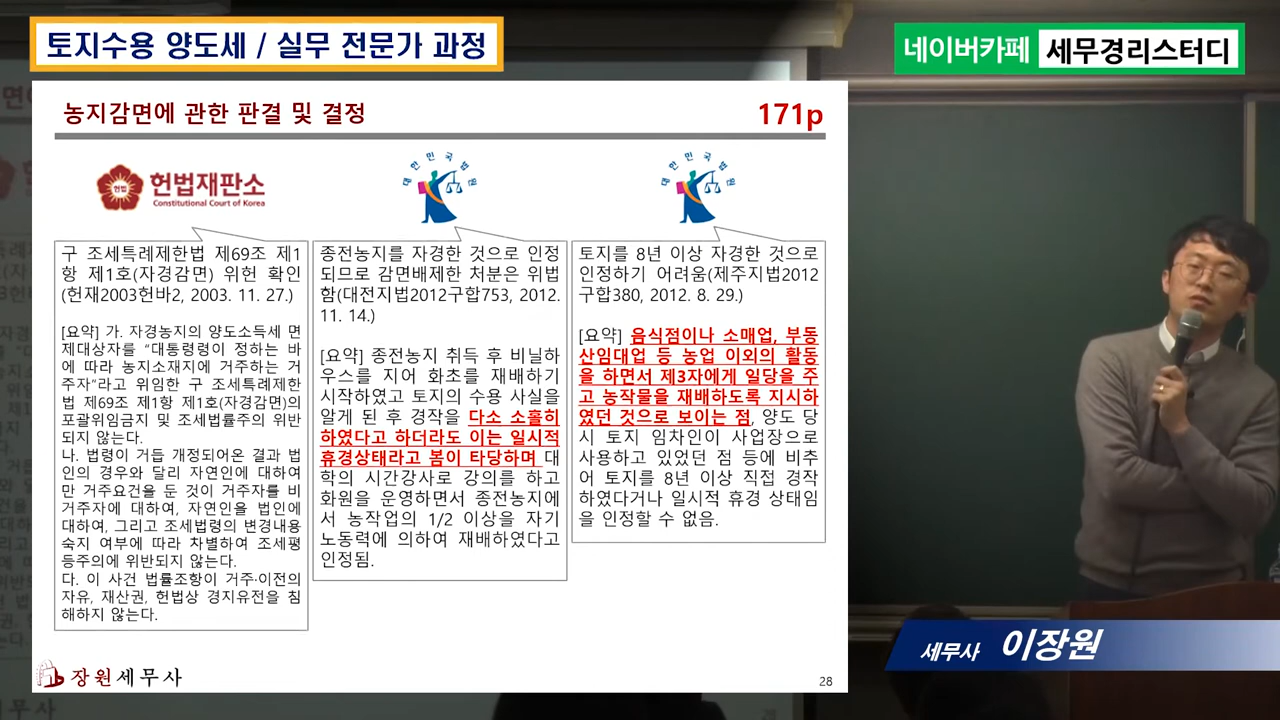 토지수용 양도세 / 실무 전문가 과정
네이버카페 세무경리스터디
농지감면에 관한 판결 및 결정
171p
헌법재판소
Constitutional Court of Korea
대한민국법원
대한민국법원
구 조세특례제한법 제69조 제1
항 제1호(자경감면) 위헌 확인
(헌재2003헌바2, 2003. 11. 27.)
[요약] 가. 자경농지의 양도소득세 면
제대상자를 “대통령령이 정하는 바
에 따라 농지소재지에 거주하는 거
주자”라고 위임한 구 조세특례제한
법 제69조 제1항 제1호(자경감면)의
포괄위임금지 및 조세법률주의 위반
되지 않는다.
나. 법령이 거듭 개정되어온 결과 법
인의 경우와 달리 자연인에 대하여
만 거주요건을 둔 것이 거주자를 비
거주자에 대하여, 자연인을 법인에
대하여, 그리고 조세법령의 변경내용
숙지 여부에 따라 차별하여 조세평
등주의에 위반되지 않는다.
다. 이 사건 법률조항이 거주·이전의
자유, 재산권, 헌법상 경지유전을 침
해하지 않는다.
종전농지를 자경한 것으로 인정
되므로 감면배제한 처분은 위법
함(대전지법2012구합753, 2012.
11. 14.)
[요약] 종전농지 취득 후 비닐하
우스를 지어 화초를 재배하기
시작하였고 토지의 수용 사실을
알게 된 후 경작을 다소 소홀히
하였다고 하더라도 이는 일시적
휴경상태라고 봄이 타당하며 대
학의 시간강사로 강의를 하고
화원을 운영하면서 종전농지에
서 농작업의 1/2 이상을 자기
노동력에 의하여 재배하였다고
인정됨.
토지를 8년 이상 자경한 것으로
인정하기 어려움(제주지법2012
구합380, 2012. 8. 29.)
[요약] 음식점이나 소매업, 부동
산임대업 등 농업 이외의 활동
을 하면서 제3자에게 일당을 주
고 농작물을 재배하도록 지시하
였던 것으로 보이는 점, 양도 당
시 토지 임차인이 사업장으로
사용하고 있었던 점 등에 비추
어 토지를 8년 이상 직접 경작
하였다거나 일시적 휴경 상태임
을 인정할 수 없음.
장원세무사
28
세무사 이장원